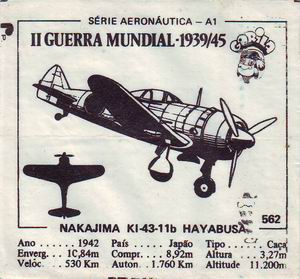 SÉRIE AERONÁUTICA – A1
II GUERRA MUNDIAL-1939/45
NAKAJIMA KI-43-11b HAYABUSA
562
Ano ...... 1942 País ..... Japão Tipo ...... Caça
Enverg. ... 1C,84m Compr. ... 8,92m Altura ... 3,27m
Veloc. ... 530 Km Auton. . 1.760 Km Altitude 11.200m